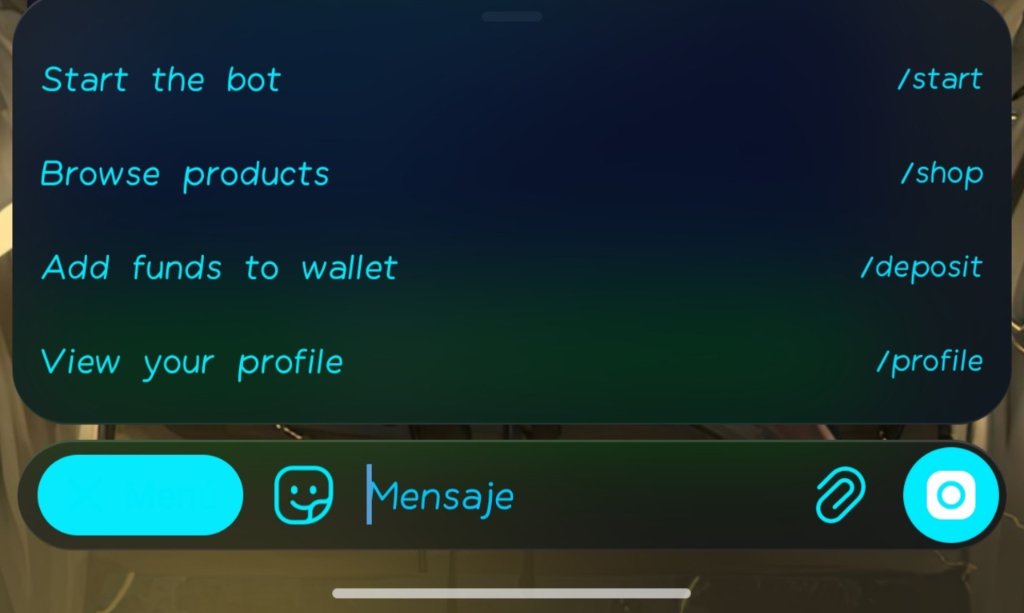 Start the bot /start
Browse products /shop
Add funds to wallet /deposit
View your profile /profile
Mensaje